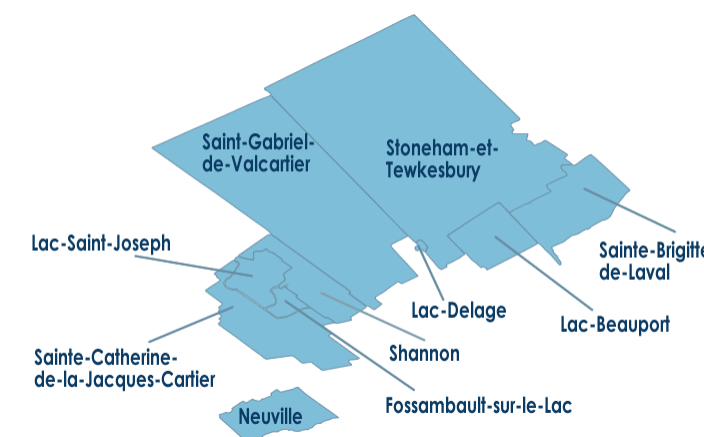 Saint-Gabriel-
de-Valcartier
Stoneham-et-
Tewkesbury
Lac-Saint-Joseph
Sainte-Brigitte
de-Laval
Lac-Delage
Lac-Beauport
Shannon
Sainte-Catherine-
de-la-Jacques-Cartier
Fossambault-sur-le-Lac
Neuville